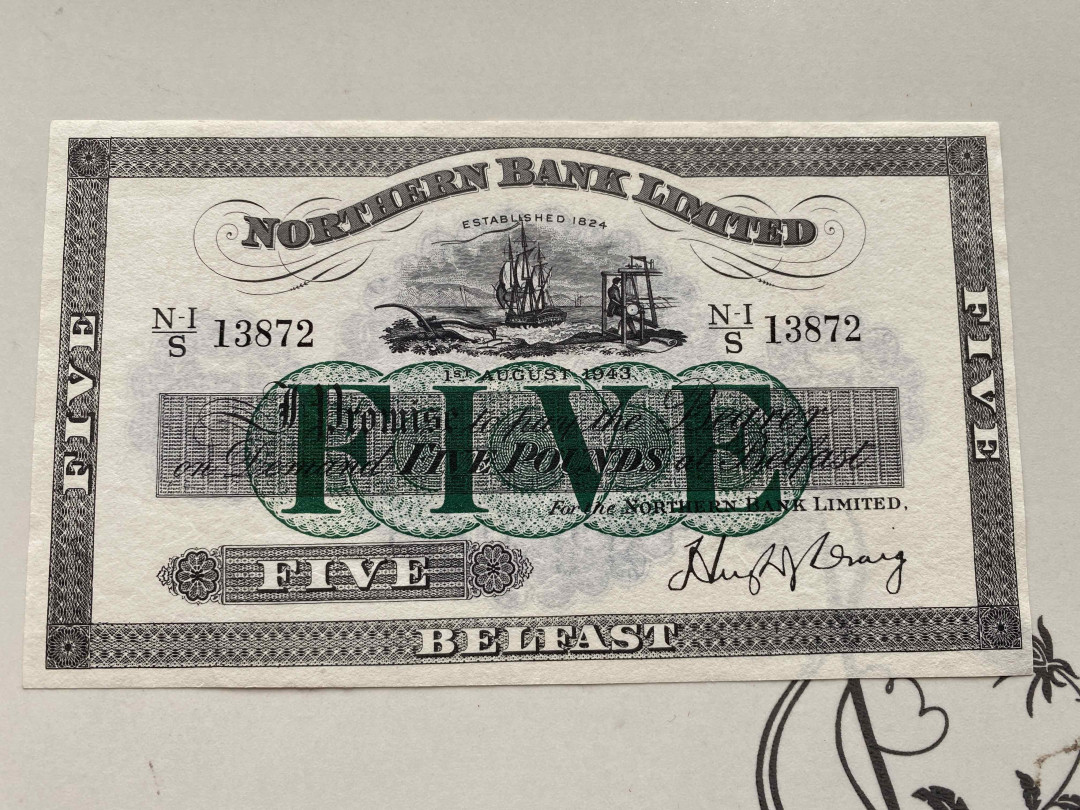 NORTHERN BANK LIMITED
ESTABLISHED 1824
N-I/S 13872
N-I/S 13872
1ST AUGUST 1943
I Promise to pay the Bearer
on Demand FIVE POUNDS at Belfast
FIVE
For the NORTHERN BANK LIMITED.
FIVE
BELFAST
FIVE
FIVE